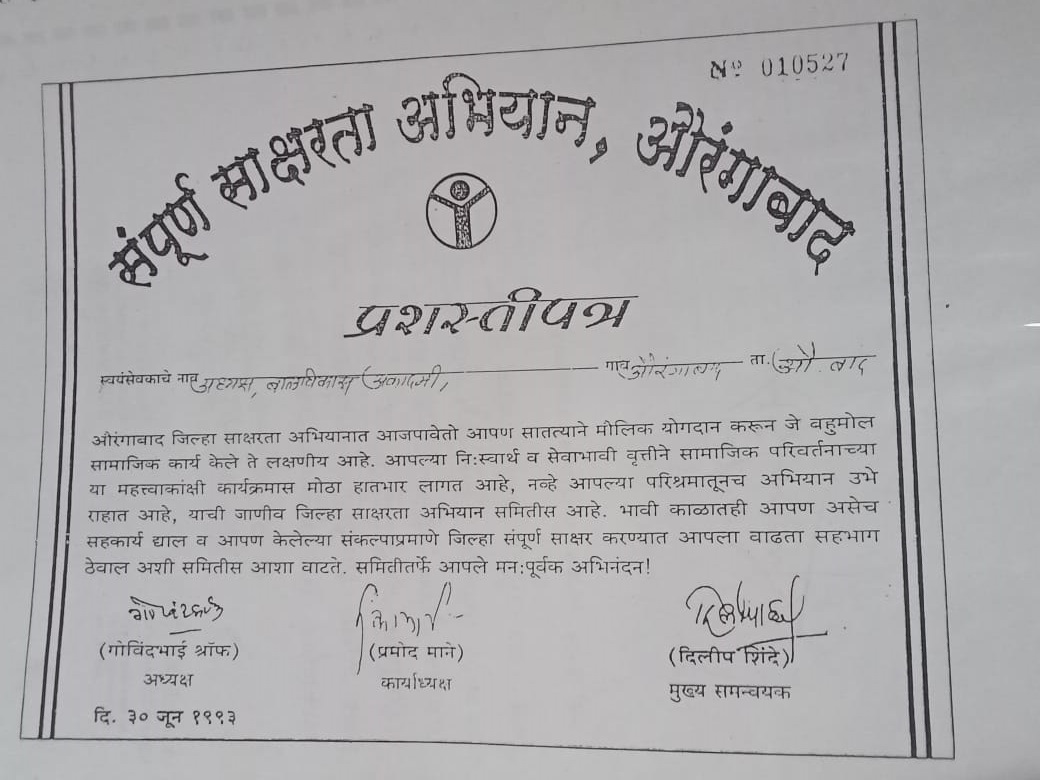 Nº 010527
संपूर्ण साक्षरता अभियान, औरंगाबाद
प्रशस्तीपत्र
स्वयंसेवकाचे नाव बालविकास अकादमी, गाव औरंगाबाद ता. औ. बाद
औरंगाबाद जिल्हा साक्षरता अभियानात आजपावेतो आपण सातत्याने मौलिक योगदान करून जे बहुमोल
सामाजिक कार्य केले ते लक्षणीय आहे. आपल्या नि:स्वार्थ व सेवाभावी वृत्तीने सामाजिक परिवर्तनाच्या
या महत्त्वाकांक्षी कार्यक्रमास मोठा हातभार लागत आहे, नव्हे आपल्या परिश्रमातूनच अभियान उभे
राहात आहे, याची जाणीव जिल्हा साक्षरता अभियान समितीस आहे. भावी काळातही आपण असेच
सहकार्य द्याल व आपण केलेल्या संकल्पाप्रमाणे जिल्हा संपूर्ण साक्षर करण्यात आपला वाढता सहभाग
ठेवाल अशी समितीस आशा वाटते. समितीतर्फे आपले मन:पूर्वक अभिनंदन!
(गोविंदभाई श्रॉफ) (प्रमोद माने) (दिलीप शिंदे)
अध्यक्ष कार्याध्यक्ष मुख्य समन्वयक
दि. ३० जून १९९३